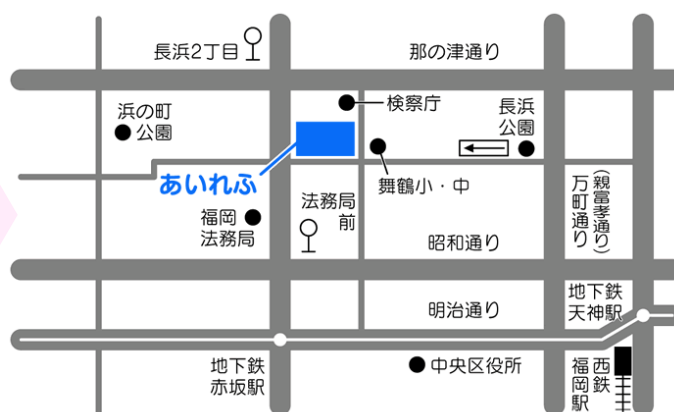 長浜2丁目
那の津通り
検察庁
浜の町
公園
長浜
公園
あいれふ
舞鶴小・中
福岡
法務局
法務局
前
昭和通り
(親富孝通り)
万町通り
明治通り
地下鉄
天神駅
地下鉄
赤坂駅
中央区役所
西鉄
福岡駅